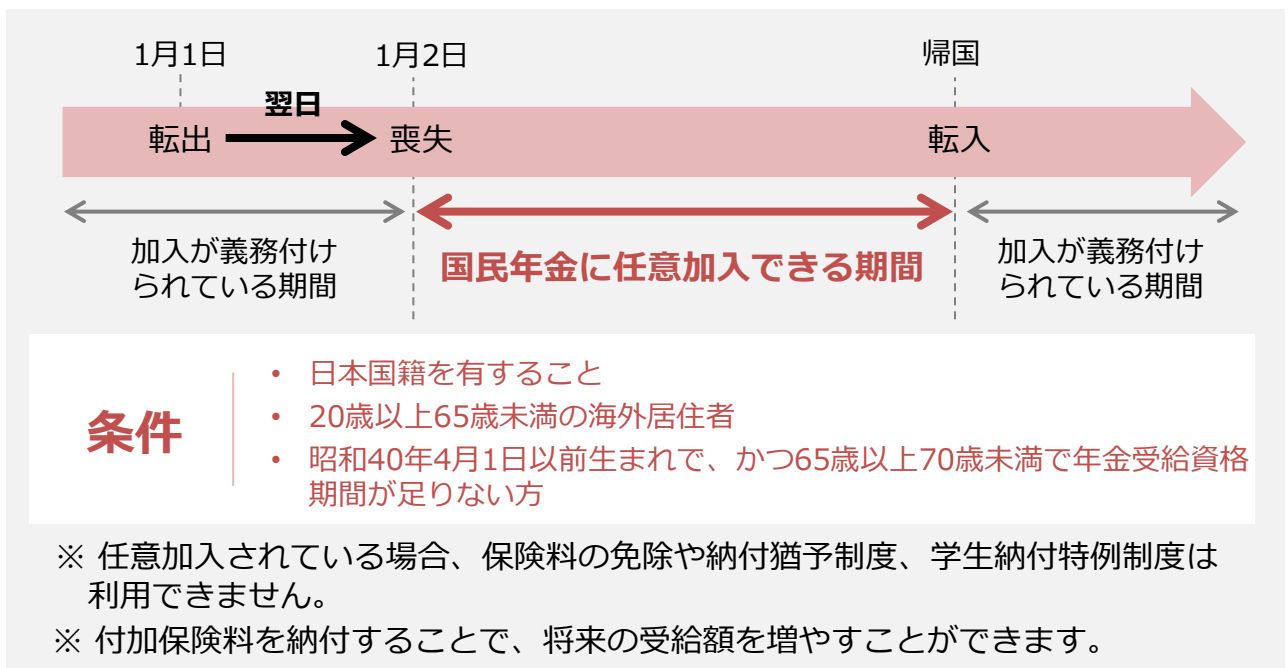 1月1日
1月2日
帰国
翌日
転出
喪失
転入
加入が義務付け
られている期間
国民年金に任意加入できる期間
加入が義務付け
られている期間
条件
• 日本国籍を有すること
• 20歳以上65歳未満の海外居住者
• 昭和40年4月1日以前生まれで、かつ65歳以上70歳未満で年金受給資格
期間が足りない方
※ 任意加入されている場合、保険料の免除や納付猶予制度、学生納付特例制度は
利用できません。
※ 付加保険料を納付することで、将来の受給額を増やすことができます。